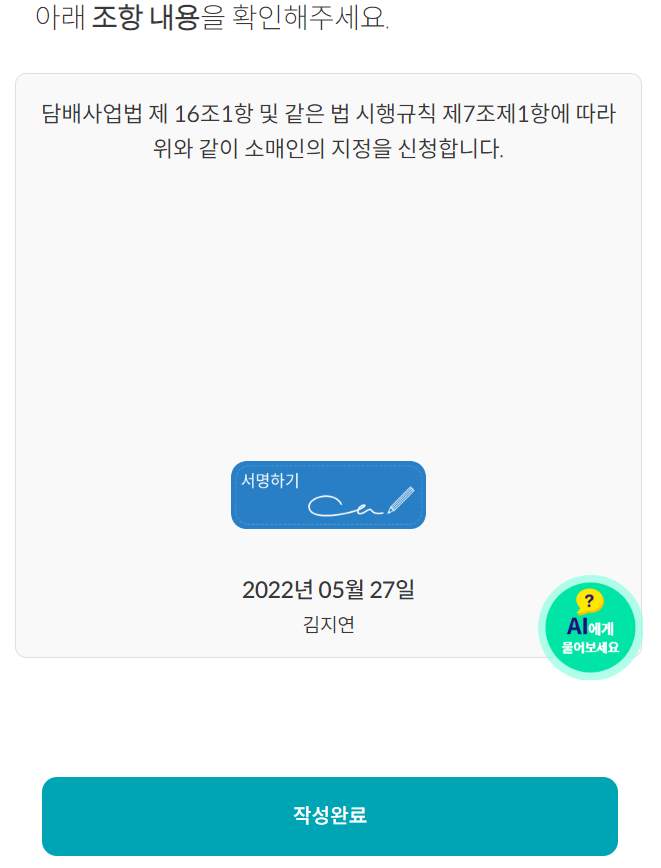 아래 조항 내용을 확인해주세요.
담배사업법 제 16조1항 및 같은 법 시행규칙 제7조제1항에 따라
위와 같이 소매인의 지정을 신청합니다.
서명하기
2022년 05월 27일
김지연
?
AI에게
물어보세요
작성완료